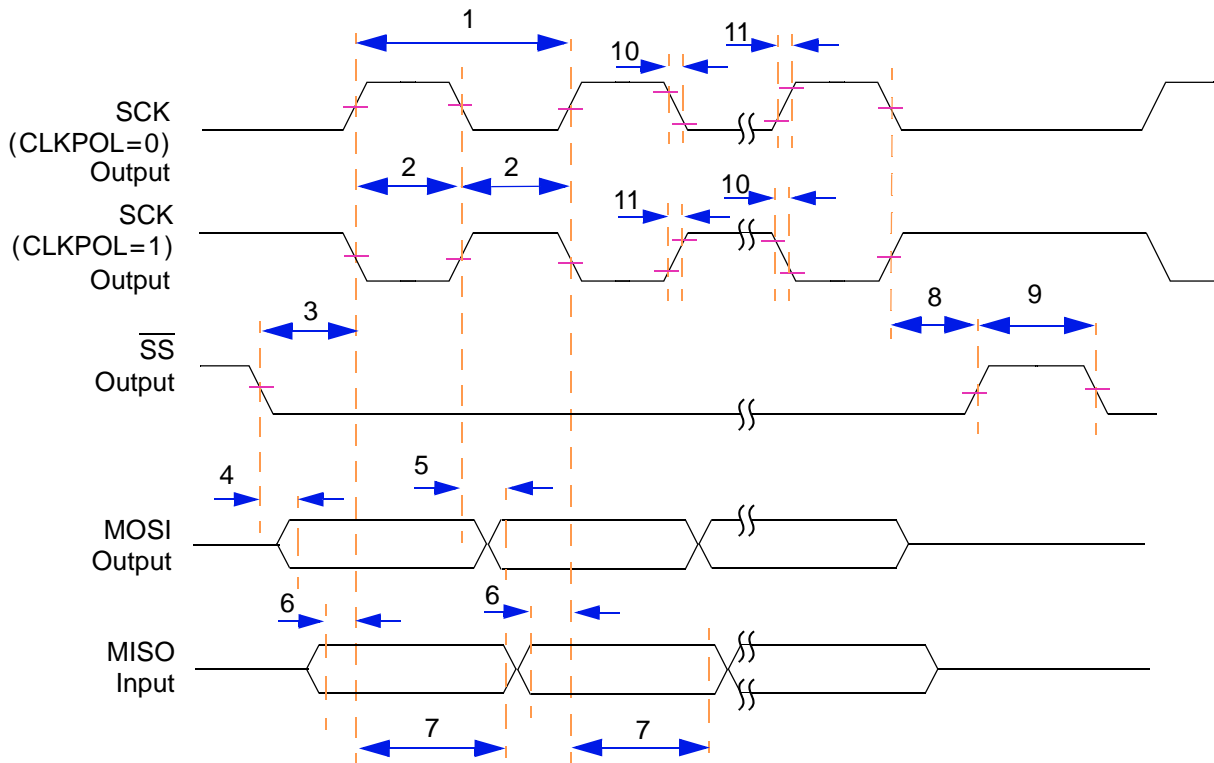 1
10
11
SCK
(CLKPOL=0)
Output
2
2
SCK
(CLKPOL=1)
Output
11
10
3
8
9
SS
Output
4
5
MOSI
Output
6
6
MISO
Input
7
7